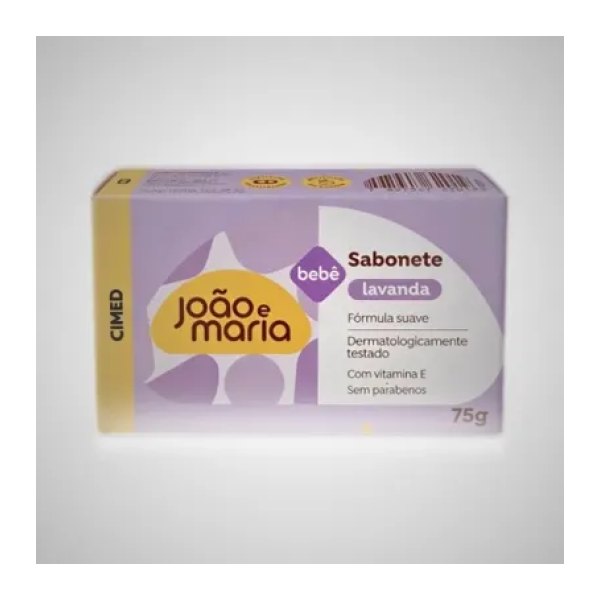 CIMED
João e
maria
bebê
Sabonete
lavanda
Fórmula suave
Dermatologicamente
testado
Com vitamina E
Sem parabenos
75g